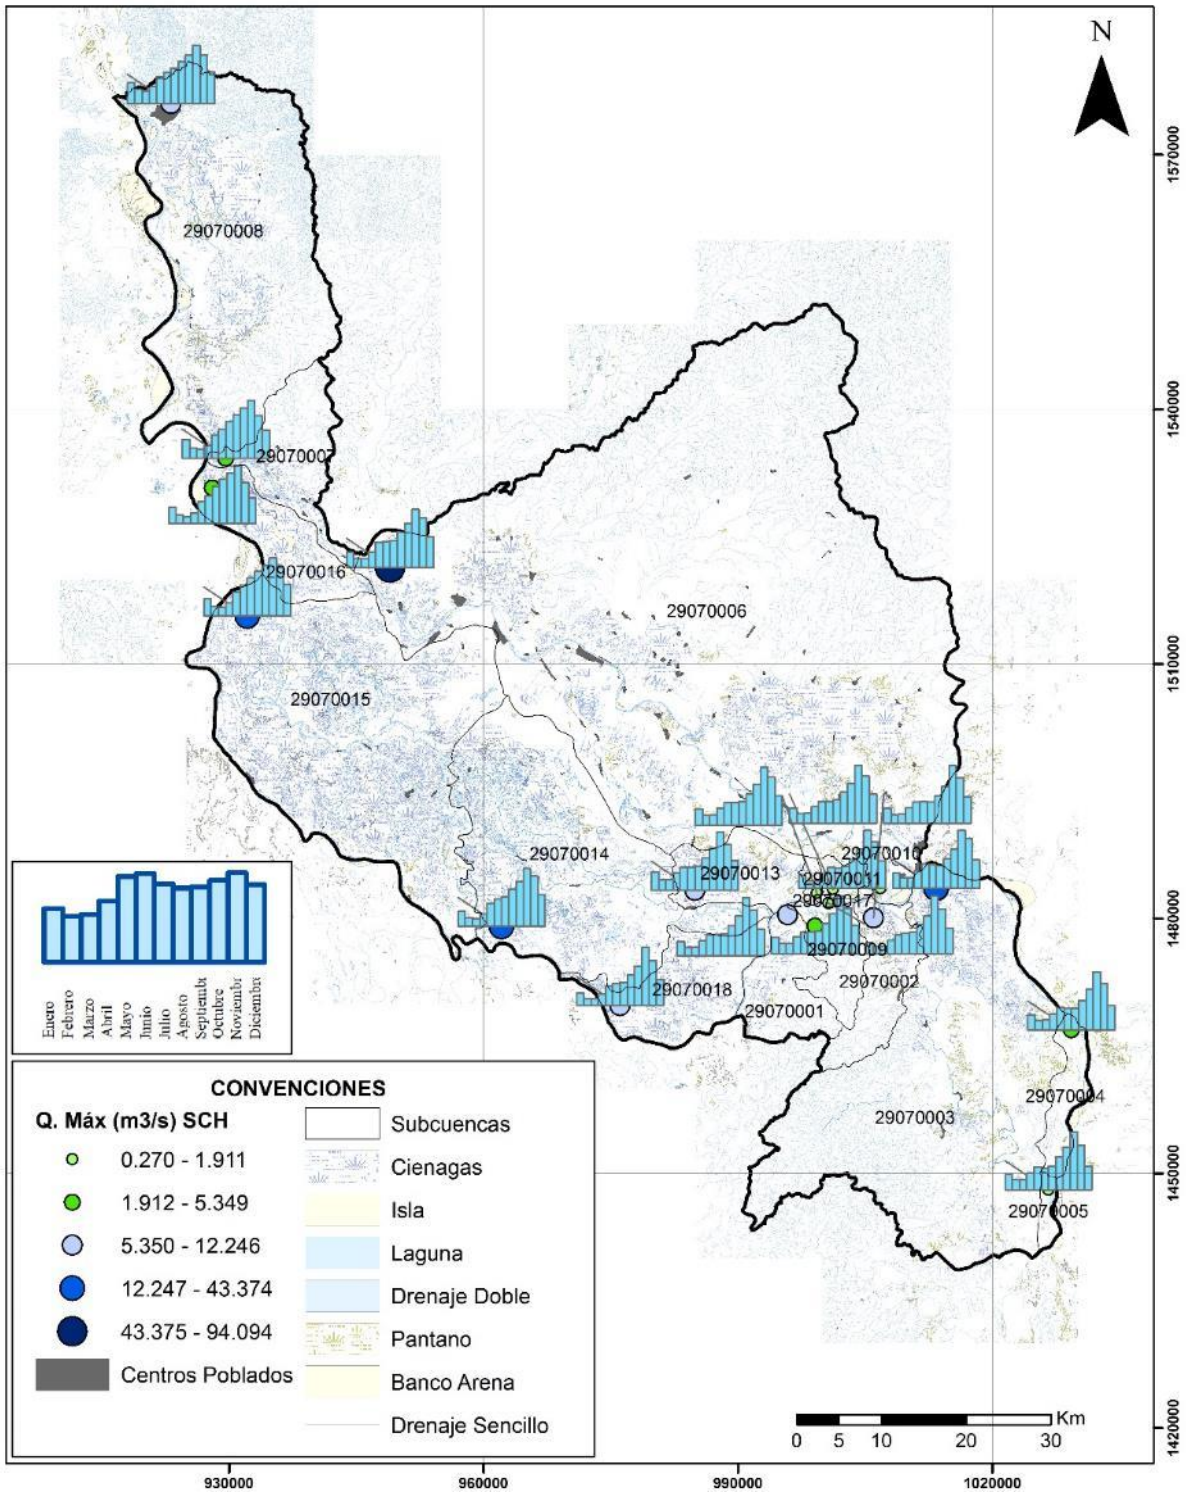 N
1570000
29070008
1540000
29070007
29070016
29070006
1510000
29070015
29070014
29070010
29070013
29070011
29070017
1480000
29070009
29070018
29070002
29070001
Enero
Febrero
Marzo
Abril
Mayo
Junio
Julio
Agosto
Septiembr
Octubre
Noviembr
Diciembr
29070004
29070003
29070005
1450000
CONVENCIONES
Q. Máx (m3/s) SCH
0.270 - 1.911
1.912 - 5.349
5.350 - 12.246
12.247 - 43.374
43.375 - 94.094
Centros Poblados
Subcuencas
Cienagas
Isla
Laguna
Drenaje Doble
Pantano
Banco Arena
Drenaje Sencillo
Km
0 5 10 20 30
1420000
930000 960000 990000 1020000